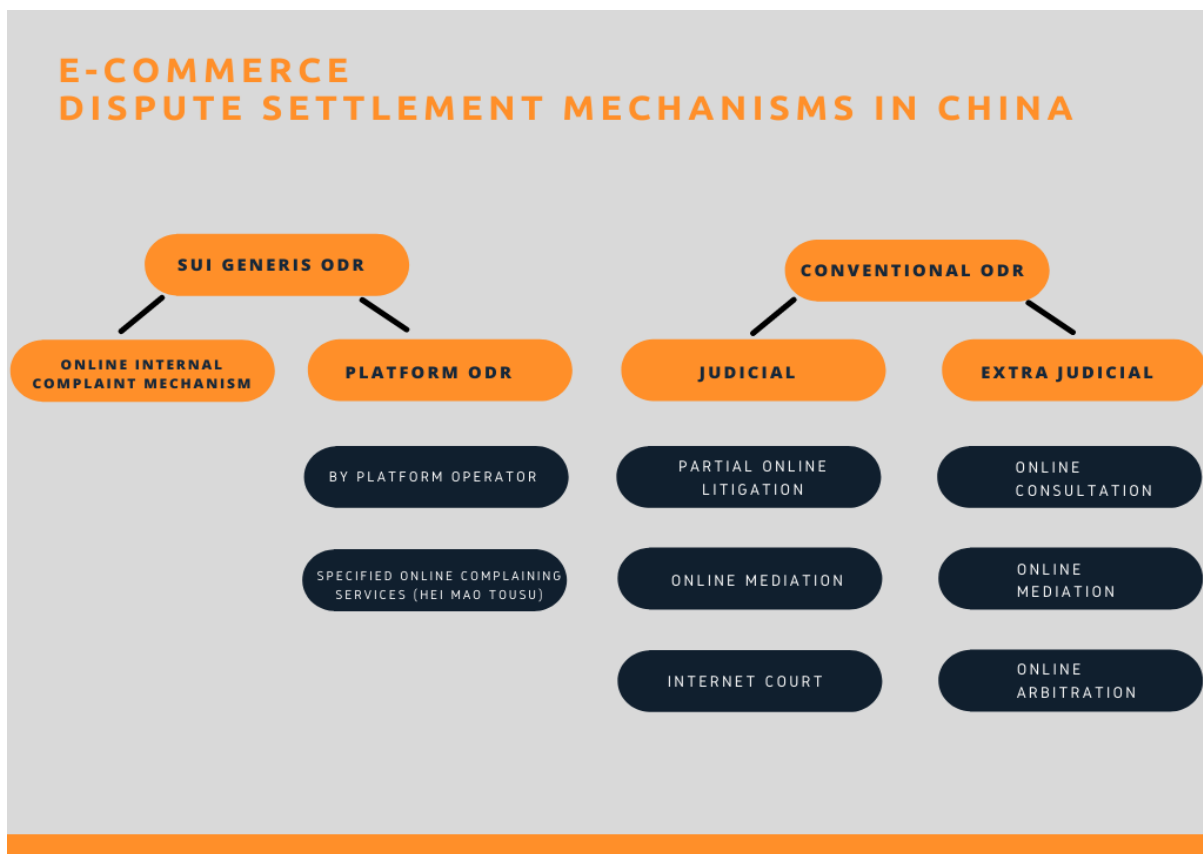 E-COMMERCE
DISPUTE SETTLEMENT MECHANISMS IN CHINA
SUI GENERIS ODR
CONVENTIONAL ODR
ONLINE INTERNAL
COMPLAINT MECHANISM
PLATFORM ODR
JUDICIAL
EXTRA JUDICIAL
BY PLATFORM OPERATOR
PARTIAL ONLINE
LITIGATION
ONLINE
CONSULTATION
SPECIFIED ONLINE COMPLAINING
SERVICES (HEI MAO TOUSU)
ONLINE MEDIATION
ONLINE
MEDIATION
INTERNET COURT
ONLINE
ARBITRATION